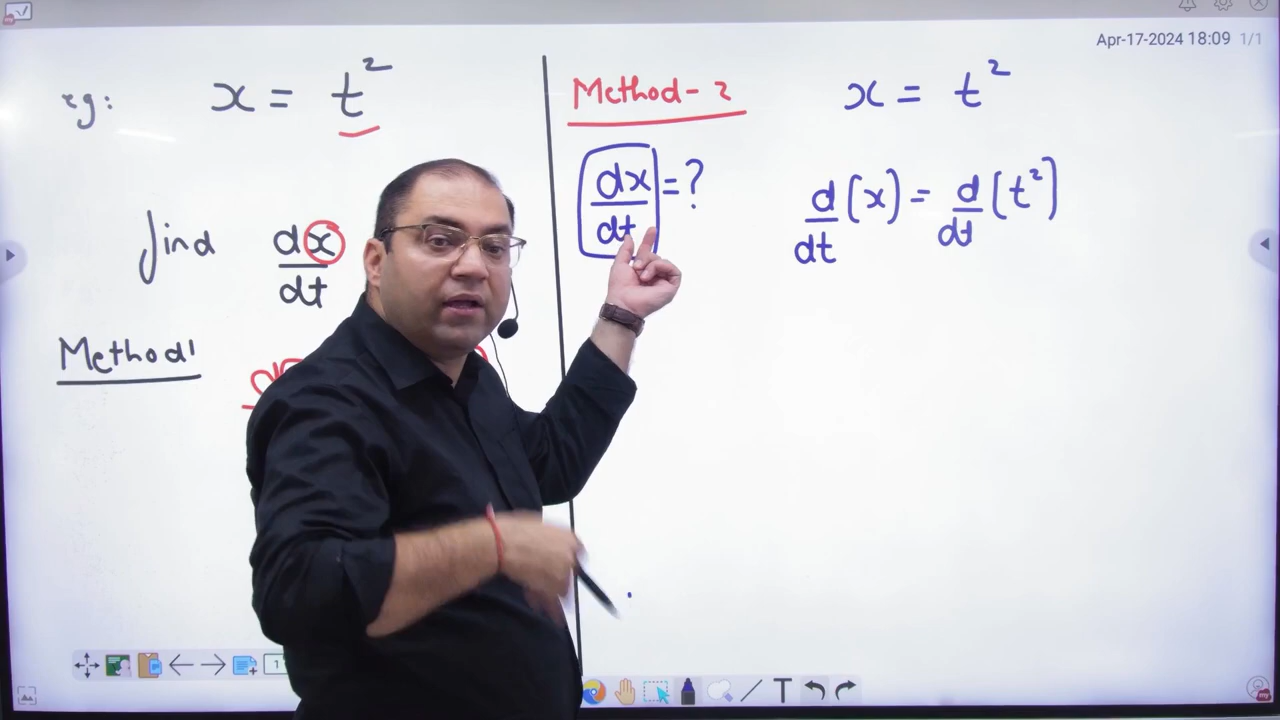 Apr-17-2024 18:09 1/1
eg: x = t²
find dx/dt
Method 1
Method - 2
dx/dt = ?
x = t²
d/dt (x) = d/dt (t²)
1
T